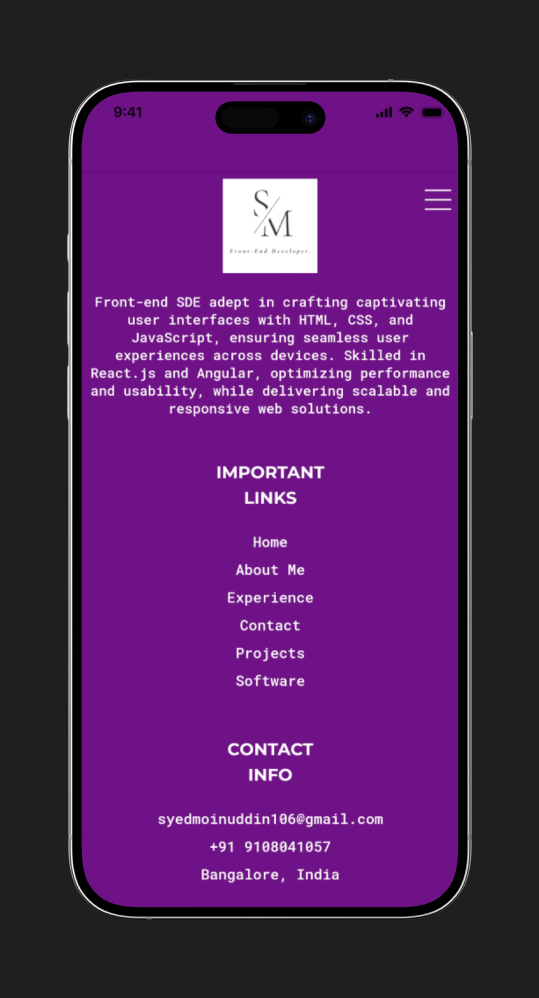 9:41
S
M
Front-End Developer.
Front-end SDE adept in crafting captivating
user interfaces with HTML, CSS, and
JavaScript, ensuring seamless user
experiences across devices. Skilled in
React.js and Angular, optimizing performance
and usability, while delivering scalable and
responsive web solutions.
IMPORTANT
LINKS
Home
About Me
Experience
Contact
Projects
Software
CONTACT
INFO
syedmoinuddin106@gmail.com
+91 9108041057
Bangalore, India